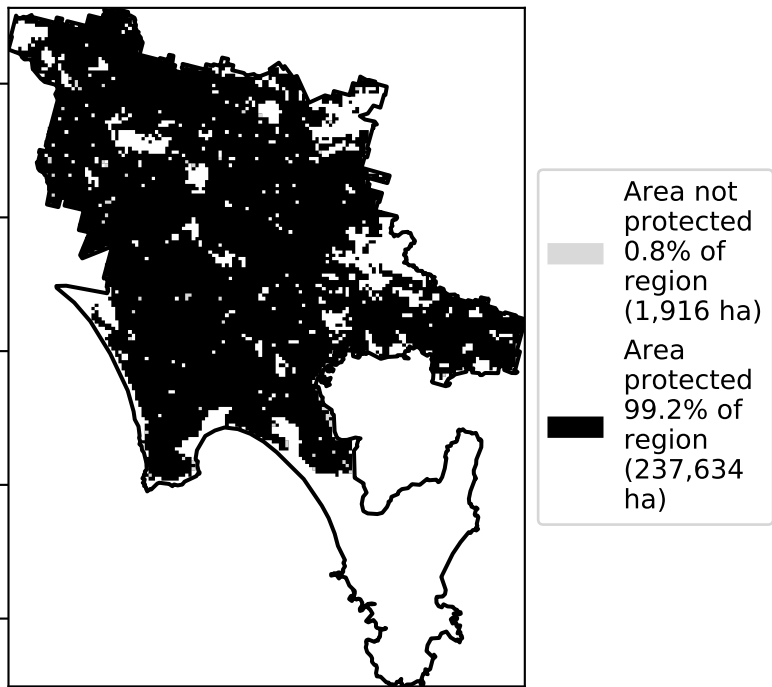 Area not
protected
0.8% of
region
(1,916 ha)
Area
protected
99.2% of
region
(237,634
ha)